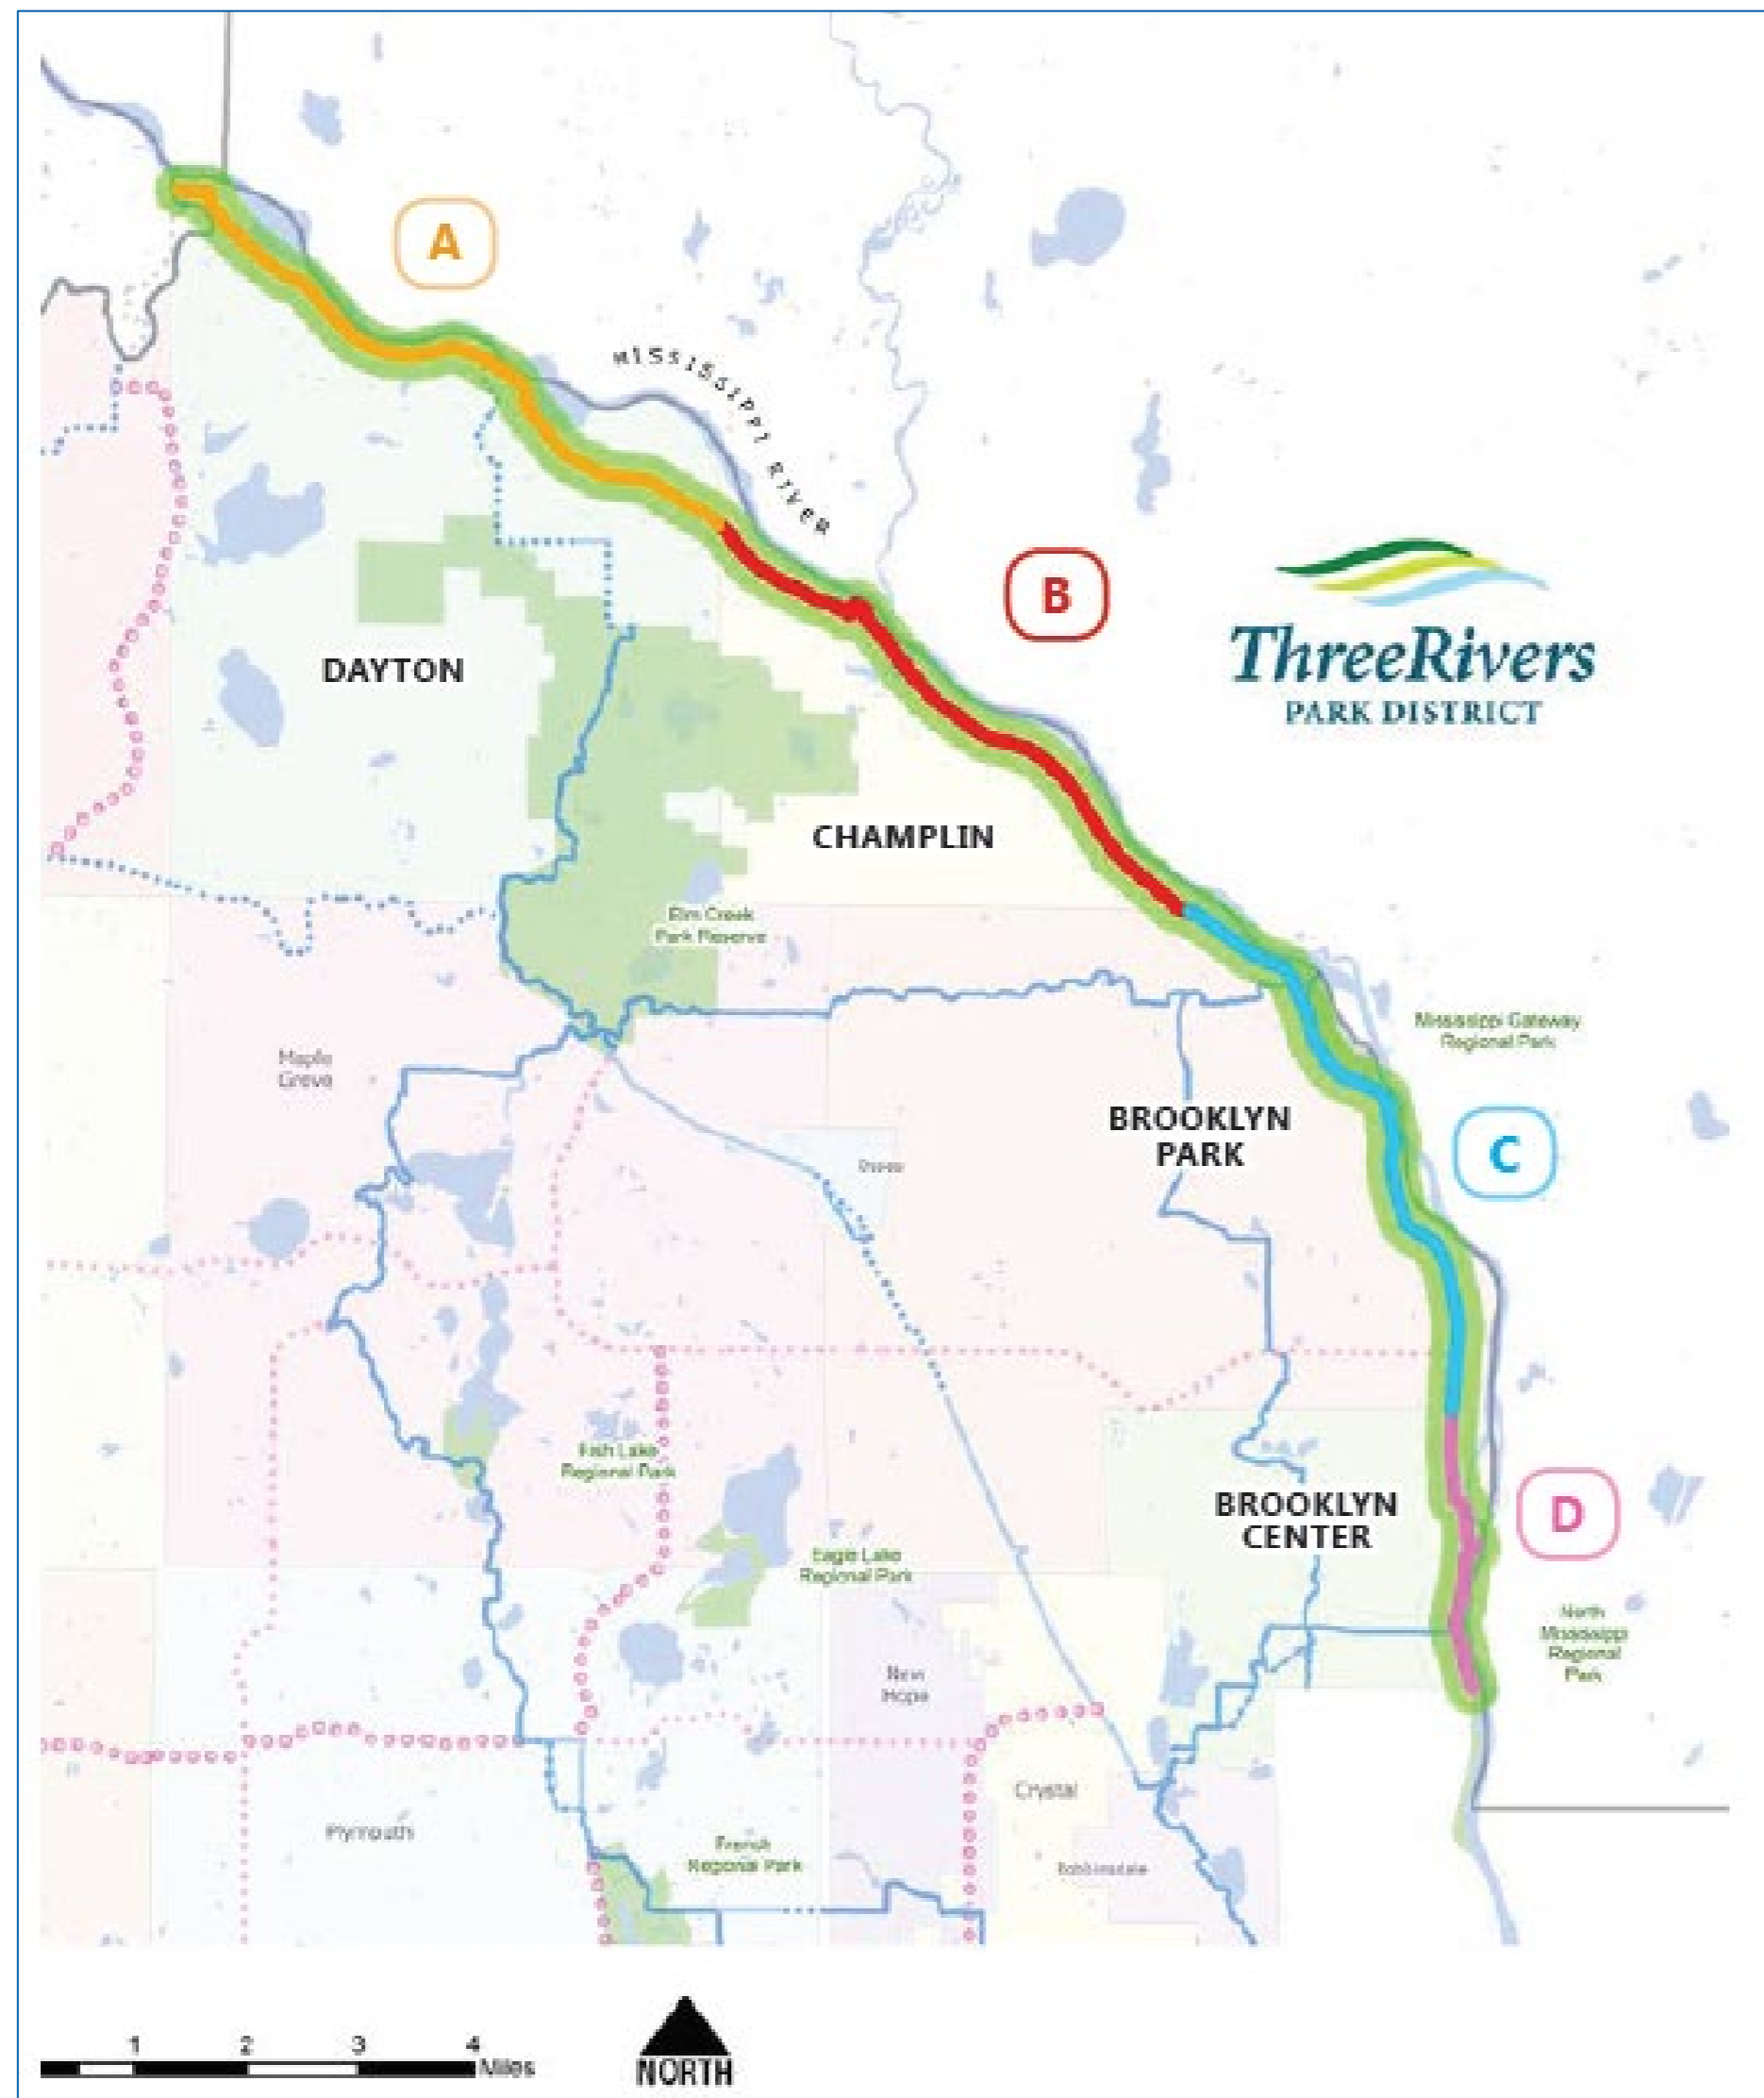 A
MISSISSIPPI RIVER
B
ThreeRivers
PARK DISTRICT
DAYTON
CHAMPLIN
Elm Creek
Park Reserve
Mississippi Gateway
Regional Park
Maple
Grove
BROOKLYN
PARK
C
Osseo
Fish Lake
Regional Park
BROOKLYN
CENTER
D
Eagle Lake
Regional Park
North
Mississippi
Regional
Park
New
Hope
Crystal
Plymouth
French
Regional Park
Robbinsdale
1 2 3 4
Miles
NORTH